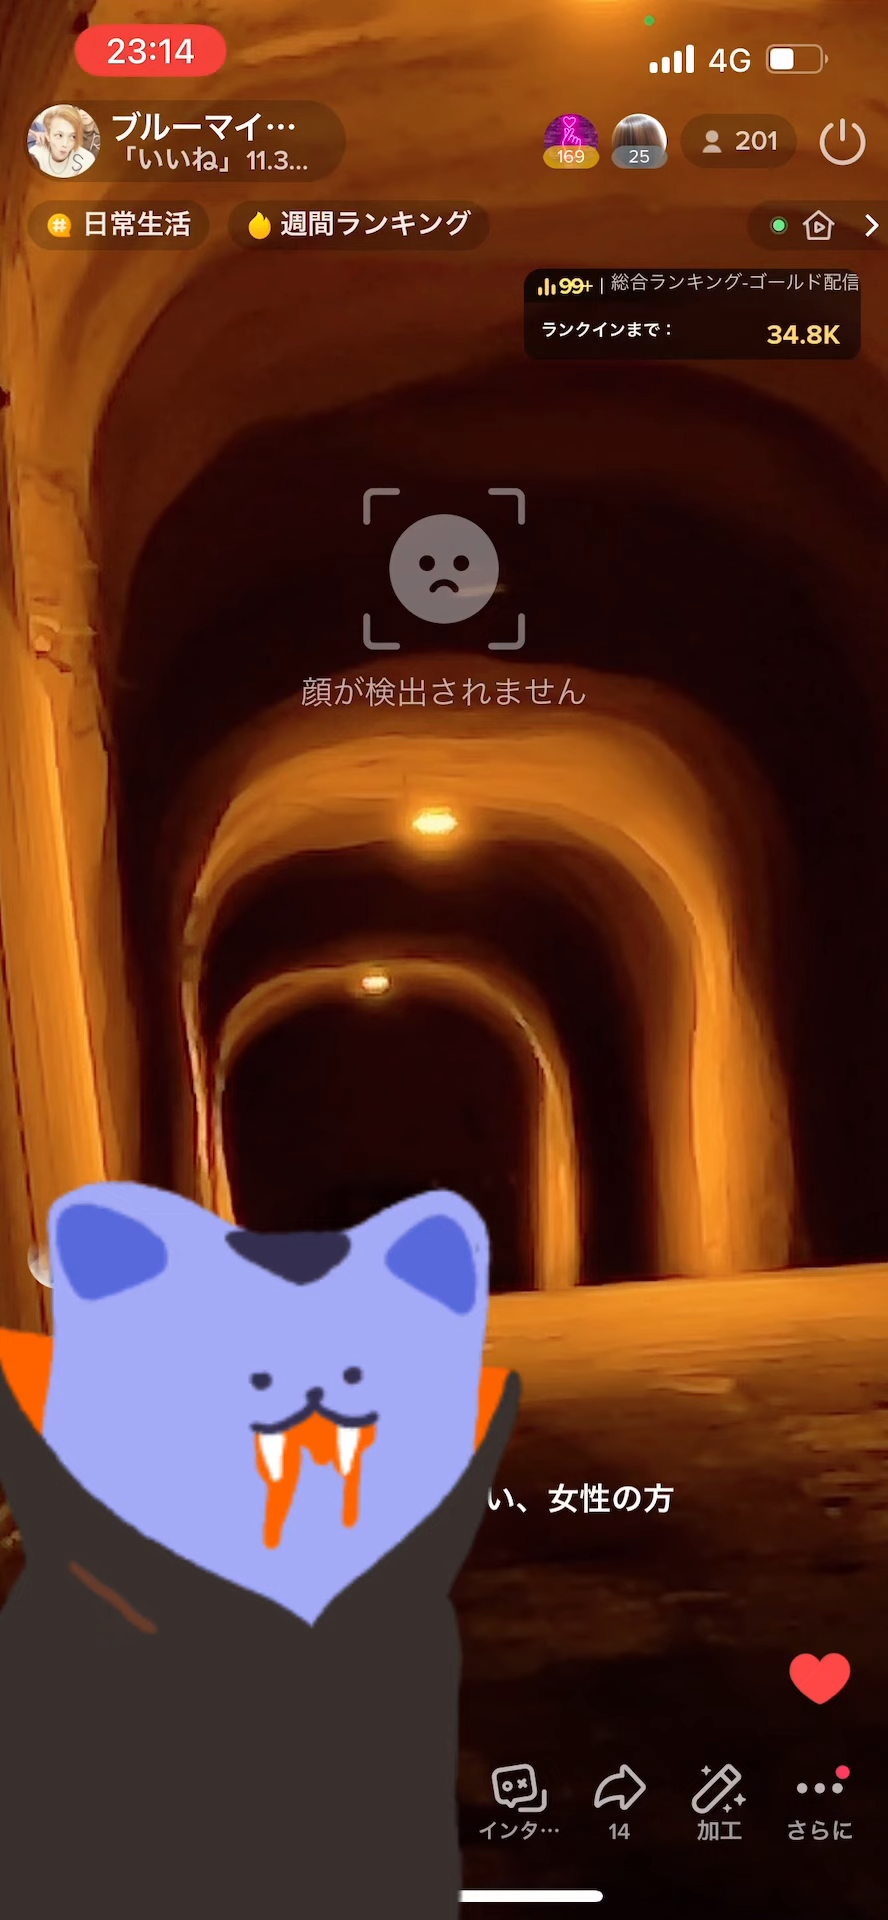 23:14
4G
ブルーマイ…
「いいね」11.3...
169
25
201
日常生活
週間ランキング
99+ | 総合ランキング-ゴールド配信
ランクインまで：
34.8K
顔が検出されません
い、女性の方
インタ…
14
加工
さらに